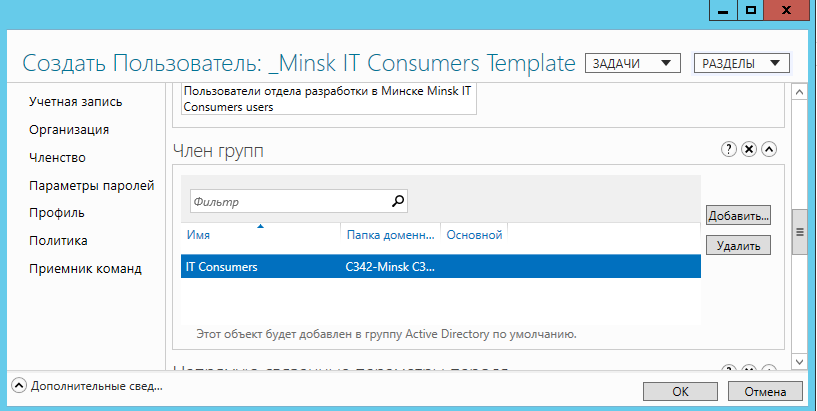 Создать Пользователь: _Minsk IT Consumers Template
ЗАДАЧИ
РАЗДЕЛЫ
Учетная запись
Организация
Членство
Параметры паролей
Профиль
Политика
Приемник команд
Пользователи отдела разработки в Минске Minsk IT
Consumers users
Член групп
Фильтр
Добавить...
Удалить
Имя Папка доменн... Основной
IT Consumers C342-Minsk C3...
Этот объект будет добавлен в группу Active Directory по умолчанию.
Дополнительные свед...
ОК
Отмена